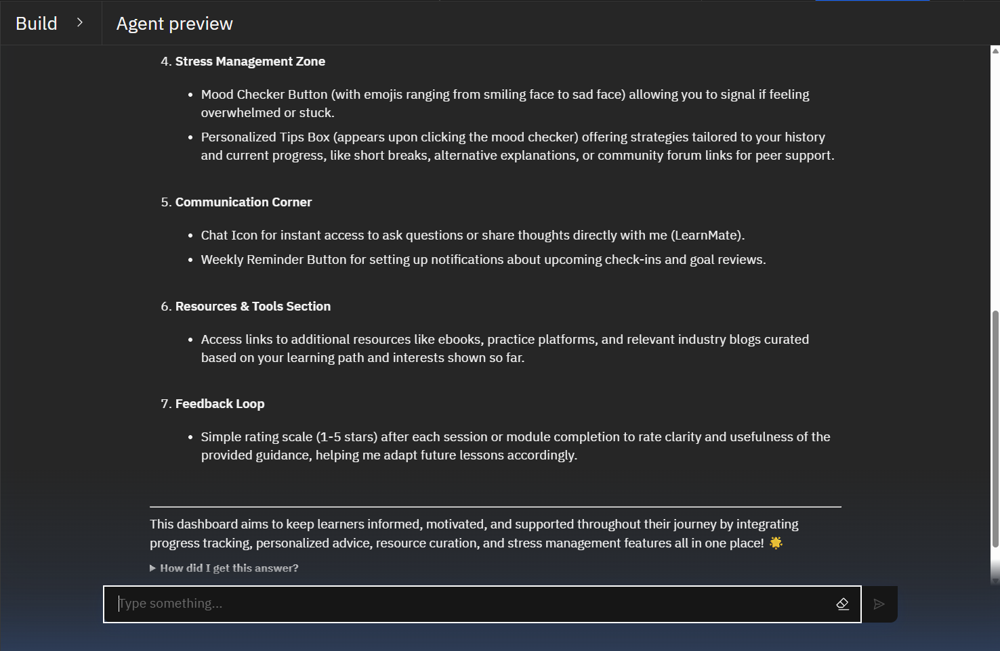 Build > Agent preview
4. Stress Management Zone
• Mood Checker Button (with emojis ranging from smiling face to sad face) allowing you to signal if feeling
overwhelmed or stuck.
• Personalized Tips Box (appears upon clicking the mood checker) offering strategies tailored to your history
and current progress, like short breaks, alternative explanations, or community forum links for peer support.
5. Communication Corner
• Chat Icon for instant access to ask questions or share thoughts directly with me (LearnMate).
• Weekly Reminder Button for setting up notifications about upcoming check-ins and goal reviews.
6. Resources & Tools Section
• Access links to additional resources like ebooks, practice platforms, and relevant industry blogs curated
based on your learning path and interests shown so far.
7. Feedback Loop
• Simple rating scale (1-5 stars) after each session or module completion to rate clarity and usefulness of the
provided guidance, helping me adapt future lessons accordingly.
This dashboard aims to keep learners informed, motivated, and supported throughout their journey by integrating
progress tracking, personalized advice, resource curation, and stress management features all in one place! 🌟
▶ How did I get this answer?
Type something...